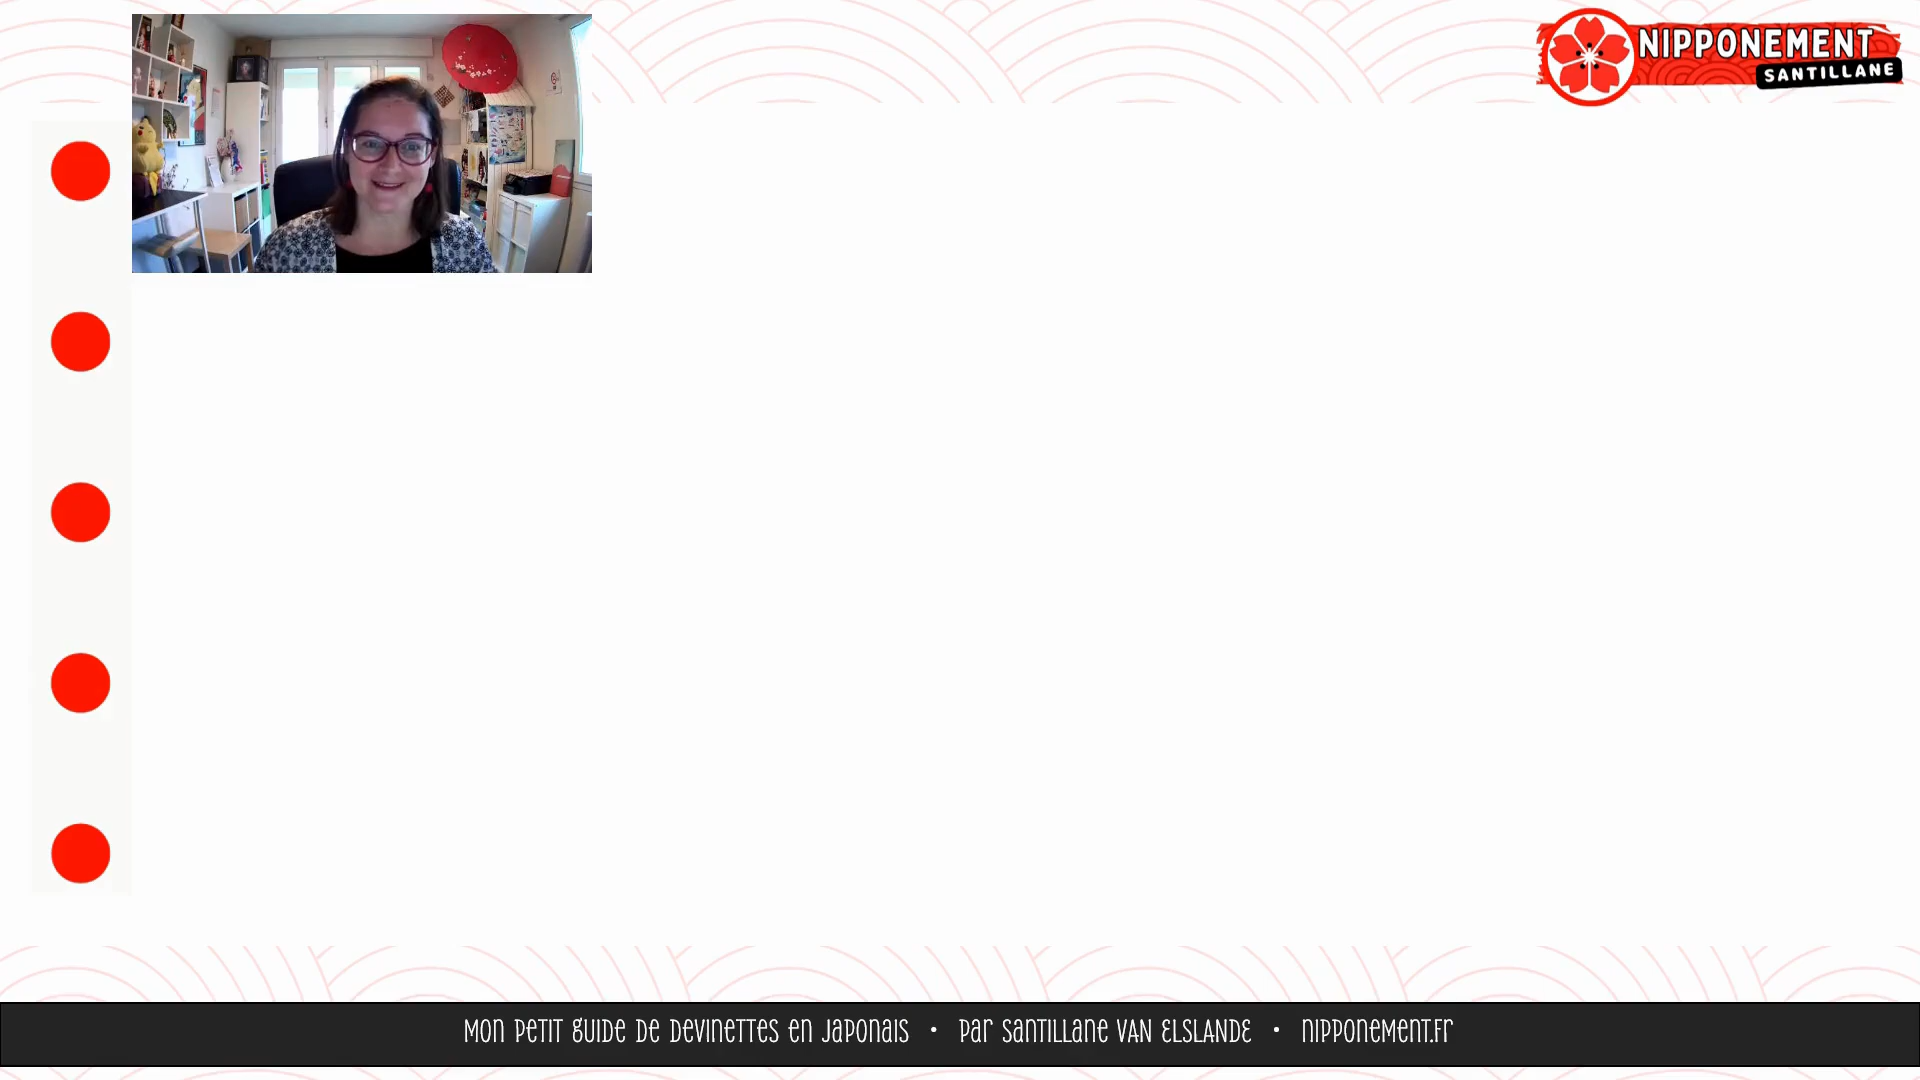 NIPPONEMENT
SANTILLANE
MON PETIT GUIDE DE DEVINETTES EN JAPONAIS • PAR SANTILLANE VAN ELSLANDE • NIPPONEMENT.FR